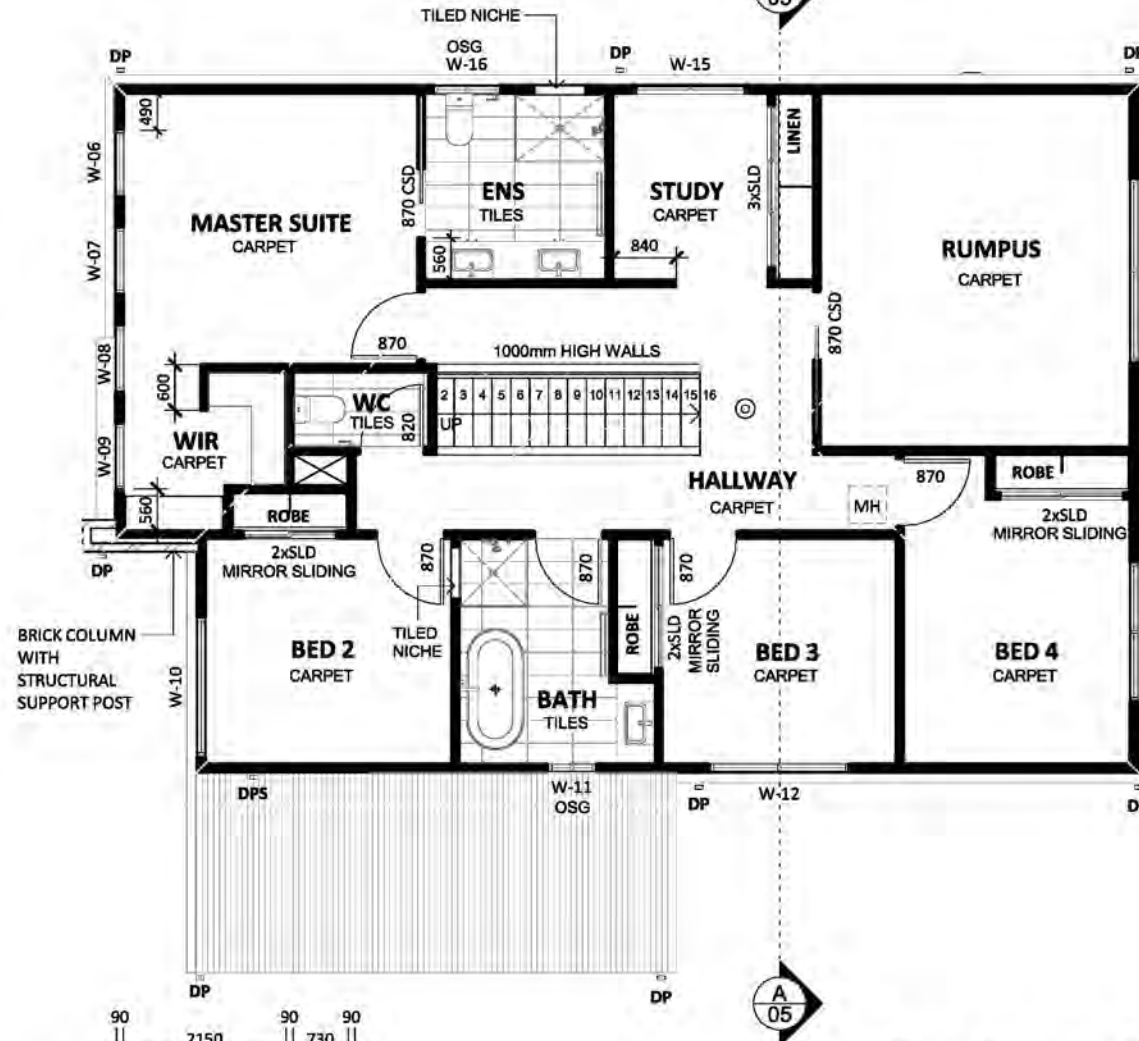 05
TILED NICHE
DP
OSG
W-16
DP
W-15
490
W-06
W-07
W-08
W-09
MASTER SUITE
CARPET
870 CSD
ENS
TILES
560
STUDY
CARPET
840
3xSLD
LINEN
RUMPUS
CARPET
870 CSD
870
1000mm HIGH WALLS
600
WIR
CARPET
560
WC
TILES
820
2 3 4 5 6 7 8 9 10 11 12 13 14 15 16
UP
HALLWAY
CARPET
MH
870
ROBE
2xSLD
MIRROR SLIDING
ROBE
2xSLD
MIRROR SLIDING
DP
BRICK COLUMN
WITH
STRUCTURAL
SUPPORT POST
W-10
BED 2
CARPET
870
TILED
NICHE
870
BATH
TILES
ROBE
2xSLD
MIRROR
SLIDING
870
BED 3
CARPET
BED 4
CARPET
DPS
W-11
OSG
DP
W-12
DP
DP
A
05
90
2150
90
730
90